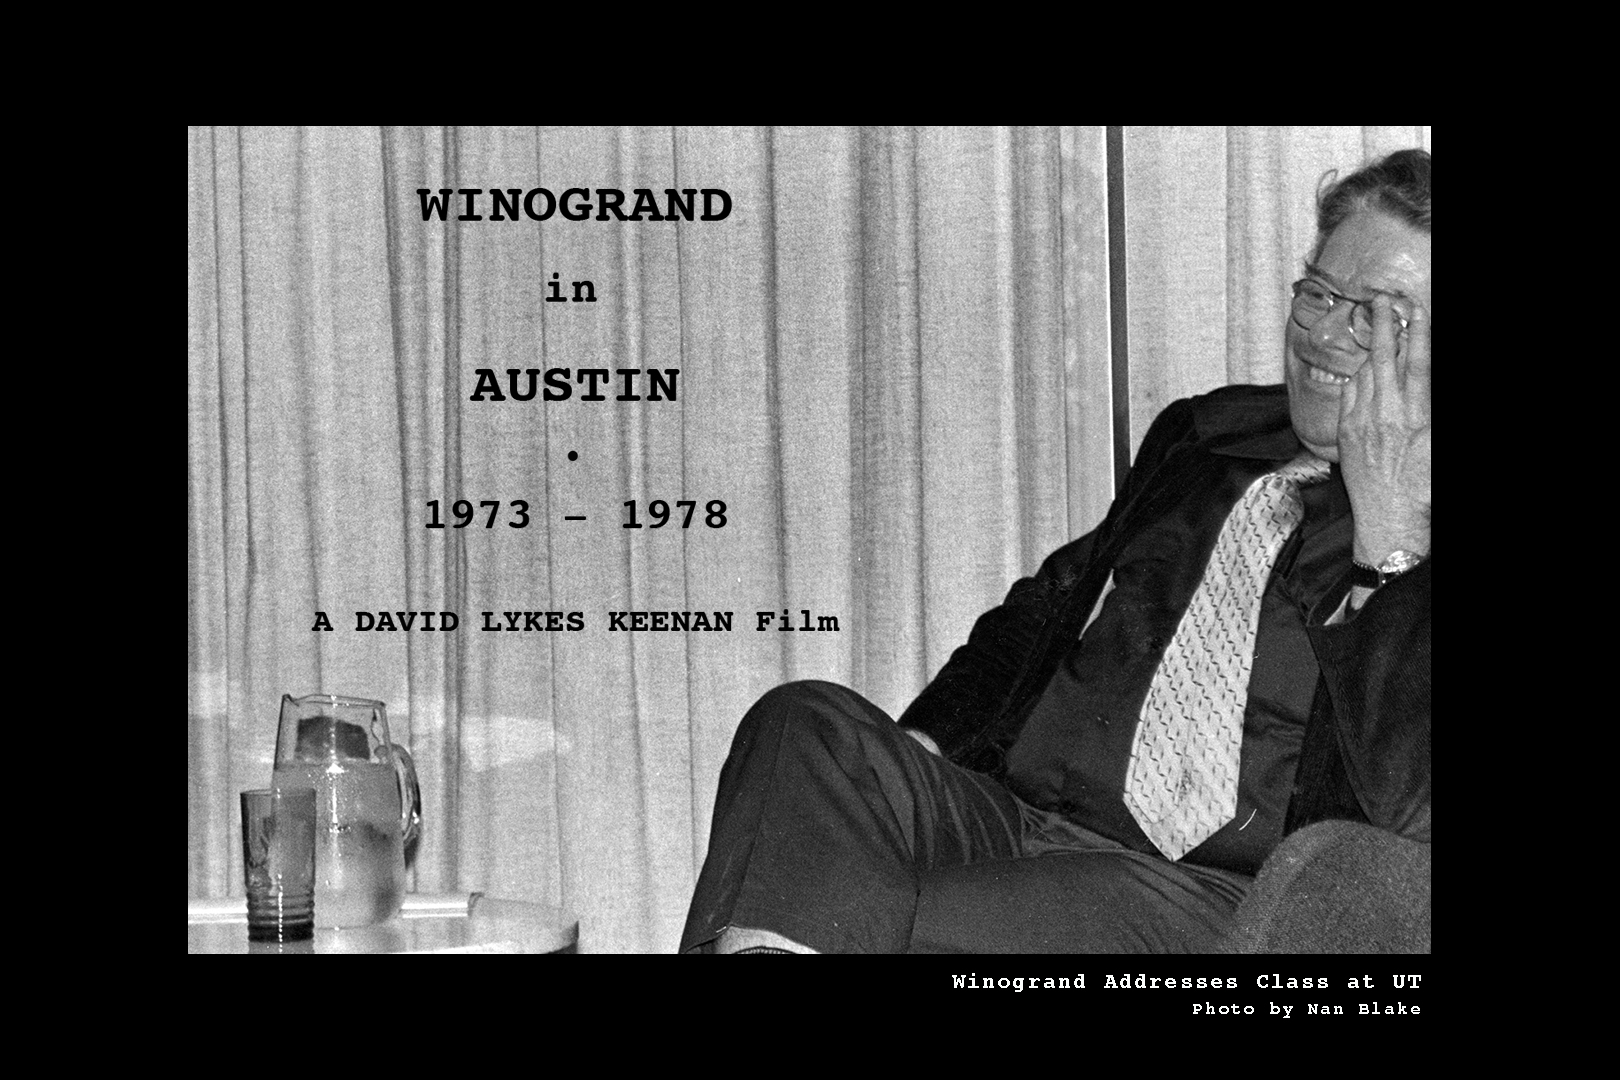 WINOGRAND
in
AUSTIN
•
1973 – 1978
A DAVID LYKES KEENAN Film
Winogrand Addresses Class at UT
Photo by Nan Blake